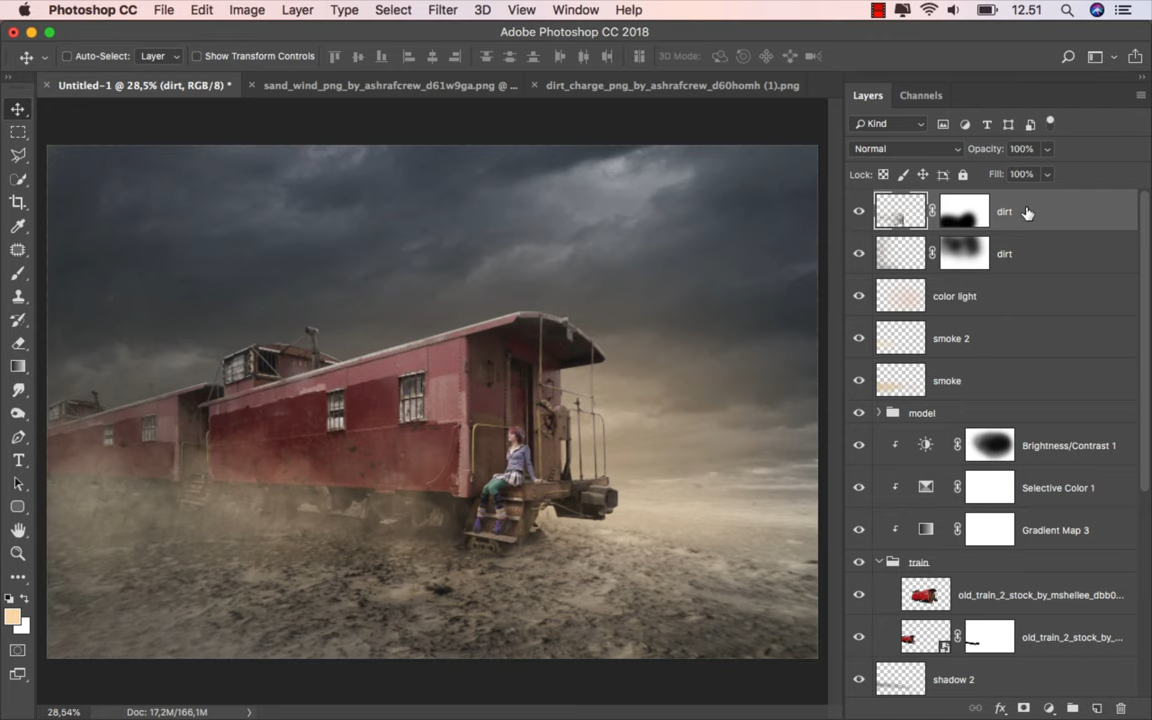 Photoshop CC File Edit Image Layer Type Select Filter 3D View Window Help 12.51
Adobe Photoshop CC 2018
Auto-Select: Layer Show Transform Controls 3D Mode:
Untitled-1 @ 28,5% (dirt, RGB/8) * sand_wind_png_by_ashrafcrew_d61w9ga.png @ ... dirt_charge_png_by_ashrafcrew_d60homh (1).png
Layers Channels
Kind
Normal Opacity: 100%
Lock: Fill: 100%
dirt
dirt
color light
smoke 2
smoke
model
Brightness/Contrast 1
Selective Color 1
Gradient Map 3
train
old_train_2_stock_by_mshellee_dbb0...
old_train_2_stock_by_...
shadow 2
28,54% Doc: 17,2M/166,1M